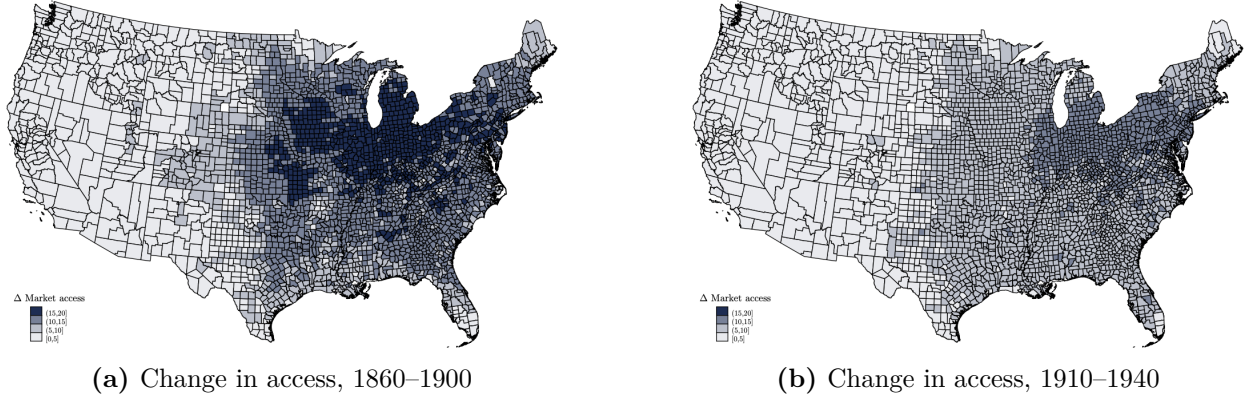 Δ Market access
(15,20]
(10,15]
(5,10]
[0,5]
(a) Change in access, 1860–1900
Δ Market access
(15,20]
(10,15]
(5,10]
[0,5]
(b) Change in access, 1910–1940